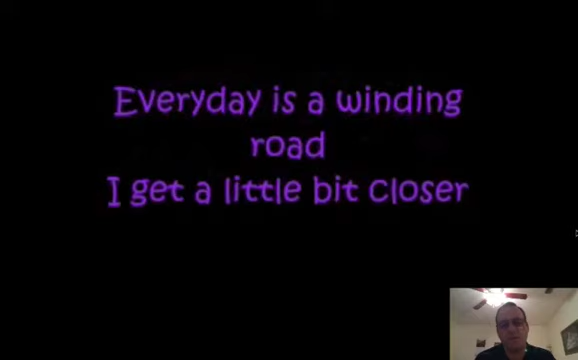 Everyday is a winding
road
I get a little bit closer